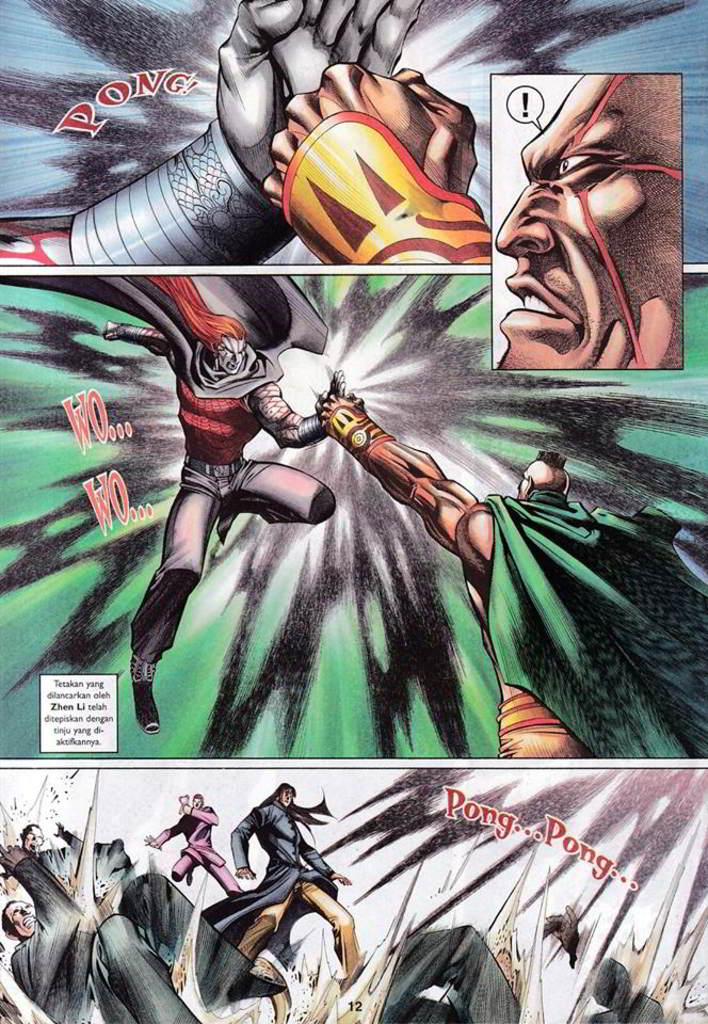 PONG!
!
WO...
WO...
Tetakan yang
dilancarkan oleh
Zhen Li telah
ditepiskan dengan
tinju yang di-
aktifkannya.
Pong...Pong...
12